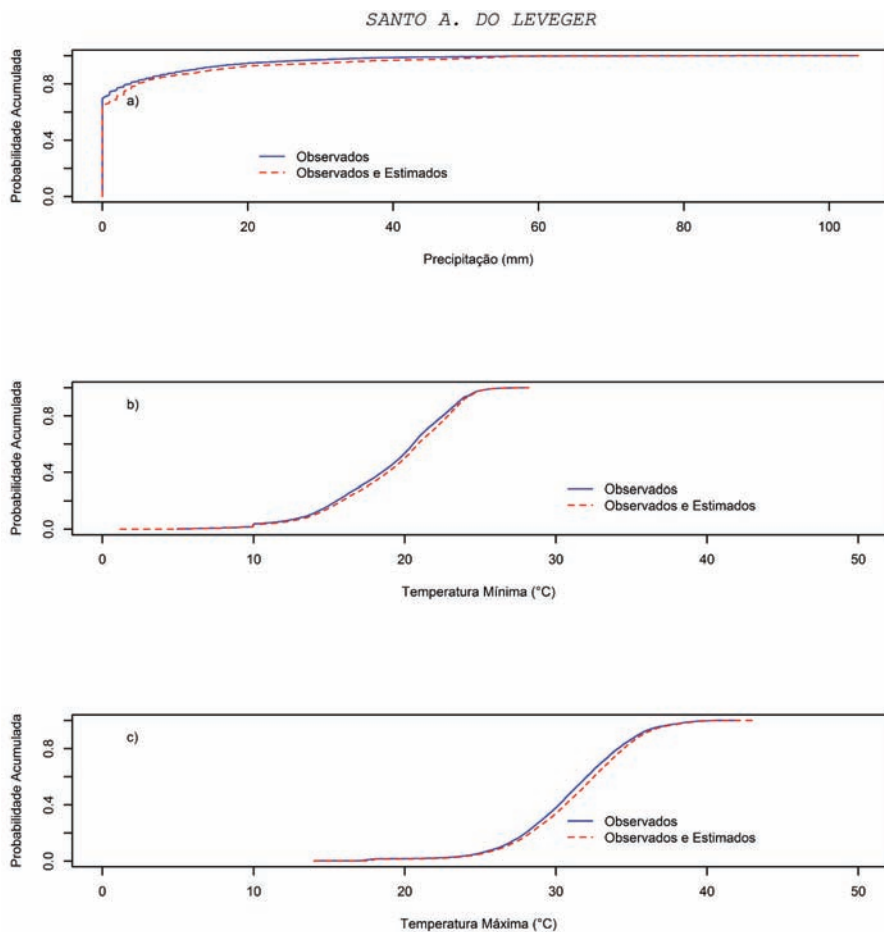 SANTO A. DO LEVEGER
Probabilidade Acumulada
0.0 0.4 0.8
a)
Observados
Observados e Estimados
0 20 40 60 80 100
Precipitação (mm)
Probabilidade Acumulada
0.0 0.4 0.8
b)
Observados
Observados e Estimados
0 10 20 30 40 50
Temperatura Mínima (°C)
Probabilidade Acumulada
0.0 0.4 0.8
c)
Observados
Observados e Estimados
0 10 20 30 40 50
Temperatura Máxima (°C)